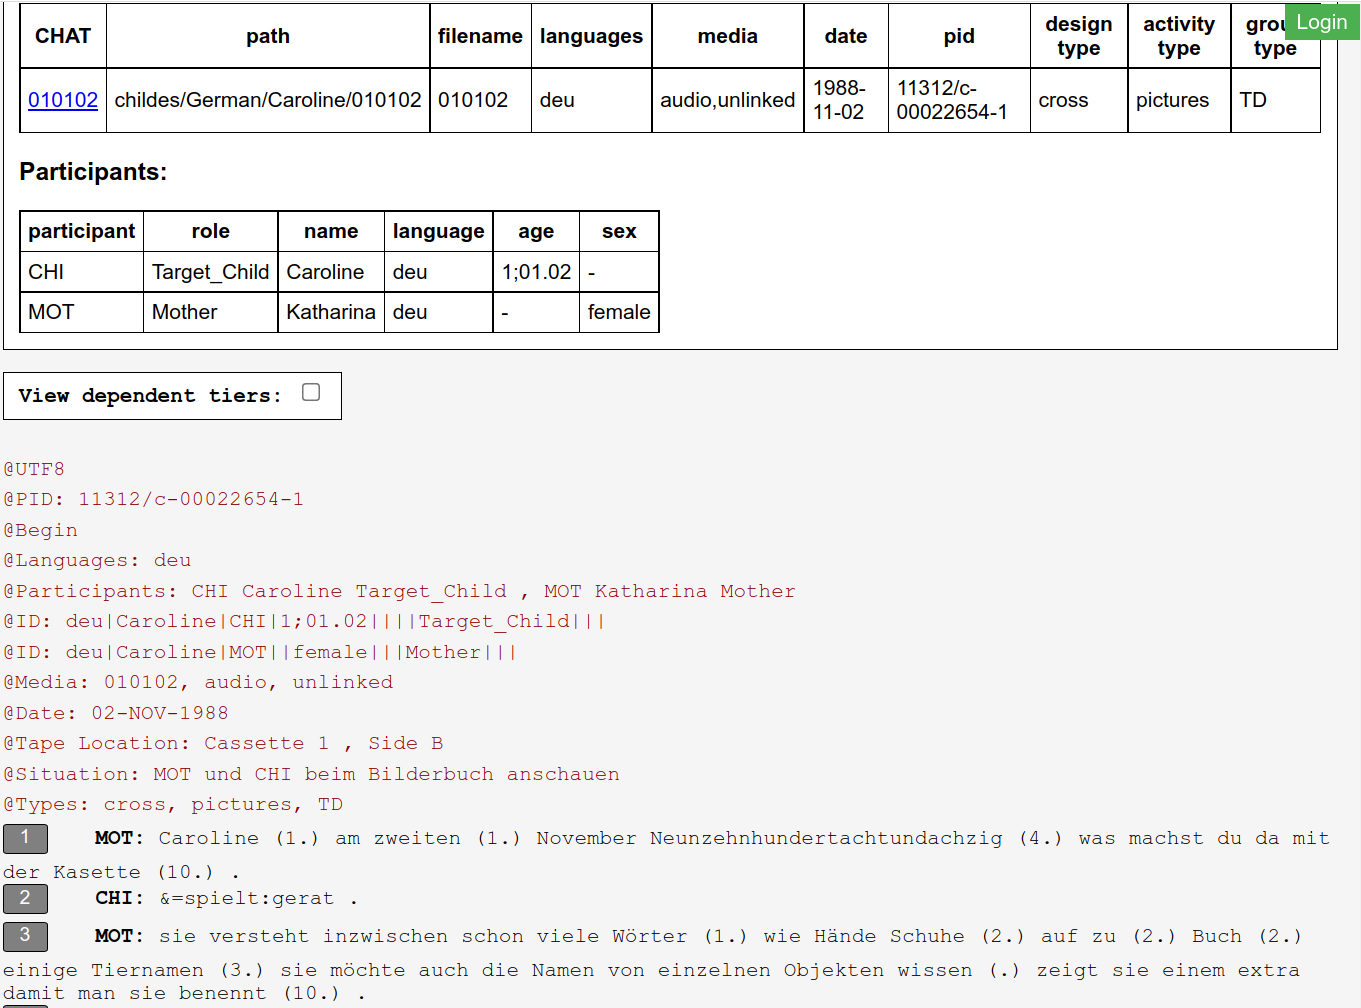 CHAT path filename languages media date pid design type activity type grou type Login
010102 childes/German/Caroline/010102 010102 deu audio,unlinked 1988-11-02 11312/c-00022654-1 cross pictures TD
Participants:
participant role name language age sex
CHI Target_Child Caroline deu 1;01.02 -
MOT Mother Katharina deu - female
View dependent tiers:
@UTF8
@PID: 11312/c-00022654-1
@Begin
@Languages: deu
@Participants: CHI Caroline Target_Child , MOT Katharina Mother
@ID: deu|Caroline|CHI|1;01.02||||Target_Child|||
@ID: deu|Caroline|MOT||female|||Mother|||
@Media: 010102, audio, unlinked
@Date: 02-NOV-1988
@Tape Location: Cassette 1 , Side B
@Situation: MOT und CHI beim Bilderbuch anschauen
@Types: cross, pictures, TD
1 MOT: Caroline (1.) am zweiten (1.) November Neunzehnhundertachtundachzig (4.) was machst du da mit
der Kasette (10.) .
2 CHI: &=spielt:gerat .
3 MOT: sie versteht inzwischen schon viele Wörter (1.) wie Hände Schuhe (2.) auf zu (2.) Buch (2.)
einige Tiernamen (3.) sie möchte auch die Namen von einzelnen Objekten wissen (.) zeigt sie einem extra
damit man sie benennt (10.) .